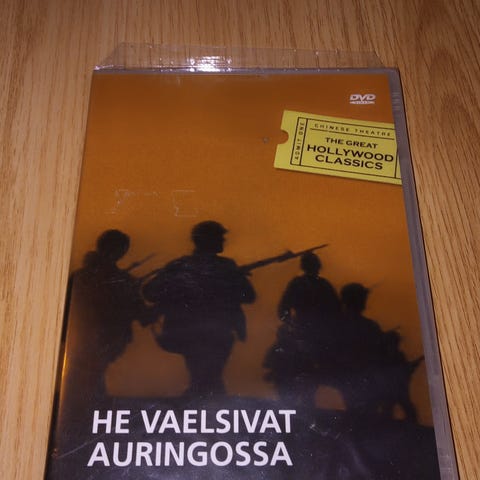 DVD
ADMIT ONE
CHINESE THEATRE
THE GREAT
HOLLYWOOD
CLASSICS
HE VAELSIVAT
AURINGOSSA